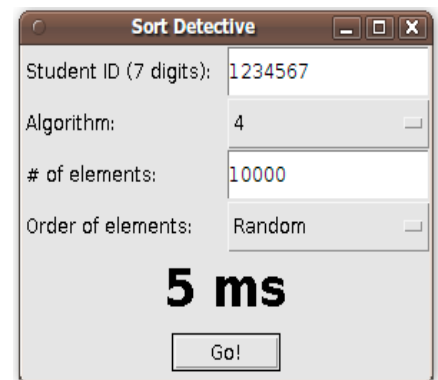 Sort Detective
Student ID (7 digits): 1234567
Algorithm: 4
# of elements: 10000
Order of elements: Random
5 ms
Go!